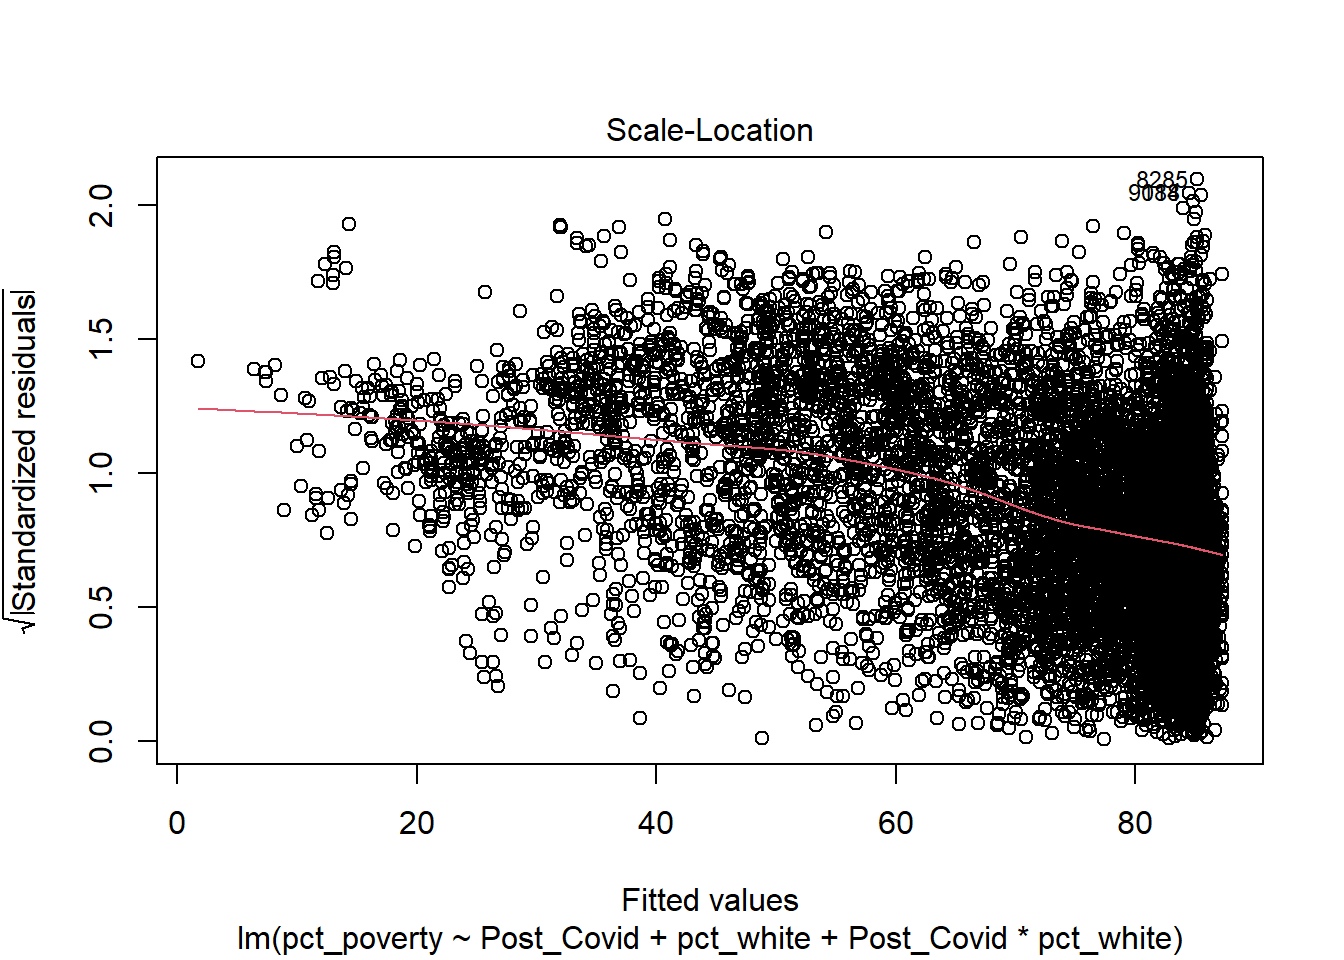 Scale-Location
8285
2.0
1.5
1.0
0.5
0.0
√|Standardized residuals|
0
20
40
60
80
Fitted values
lm(pct_poverty ~ Post_Covid + pct_white + Post_Covid * pct_white)